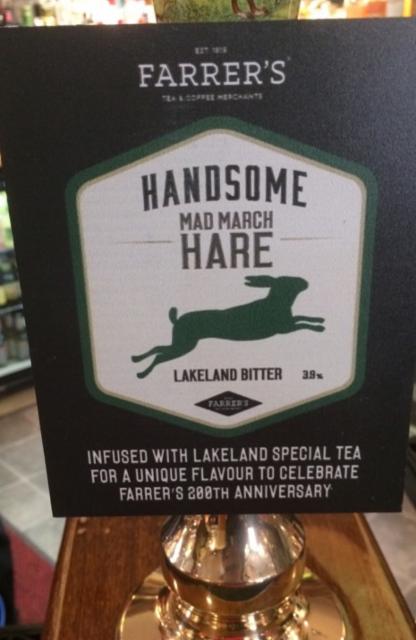 EST. 1819
FARRER'S
TEA & COFFEE MERCHANTS
HANDSOME
MAD MARCH
HARE
LAKELAND BITTER 3.9%
FARRER'S
INFUSED WITH LAKELAND SPECIAL TEA
FOR A UNIQUE FLAVOUR TO CELEBRATE
FARRER'S 200TH ANNIVERSARY